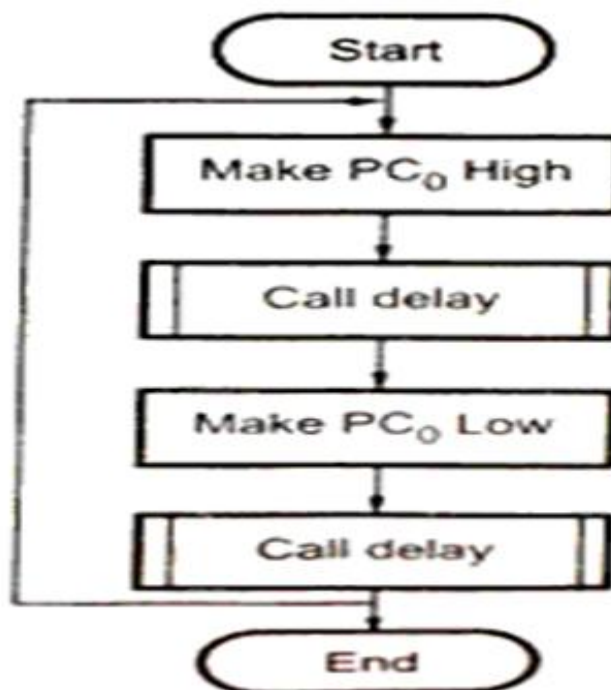 Start
Make PC₀ High
Call delay
Make PC₀ Low
Call delay
End